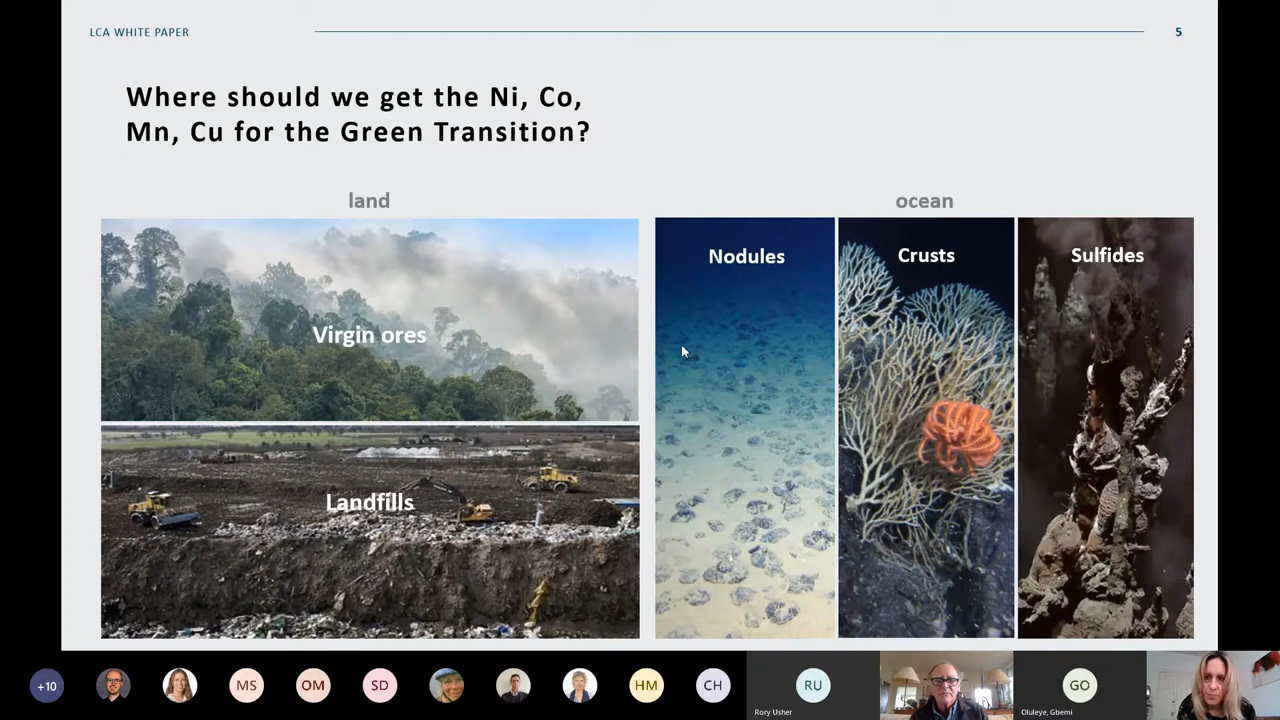 LCA WHITE PAPER
5
Where should we get the Ni, Co,
Mn, Cu for the Green Transition?
land
ocean
Virgin ores
Landfills
Nodules
Crusts
Sulfides
+10
MS
OM
SD
HM
CH
RU
Rory Usher
GO
Oluleye, Gbemi